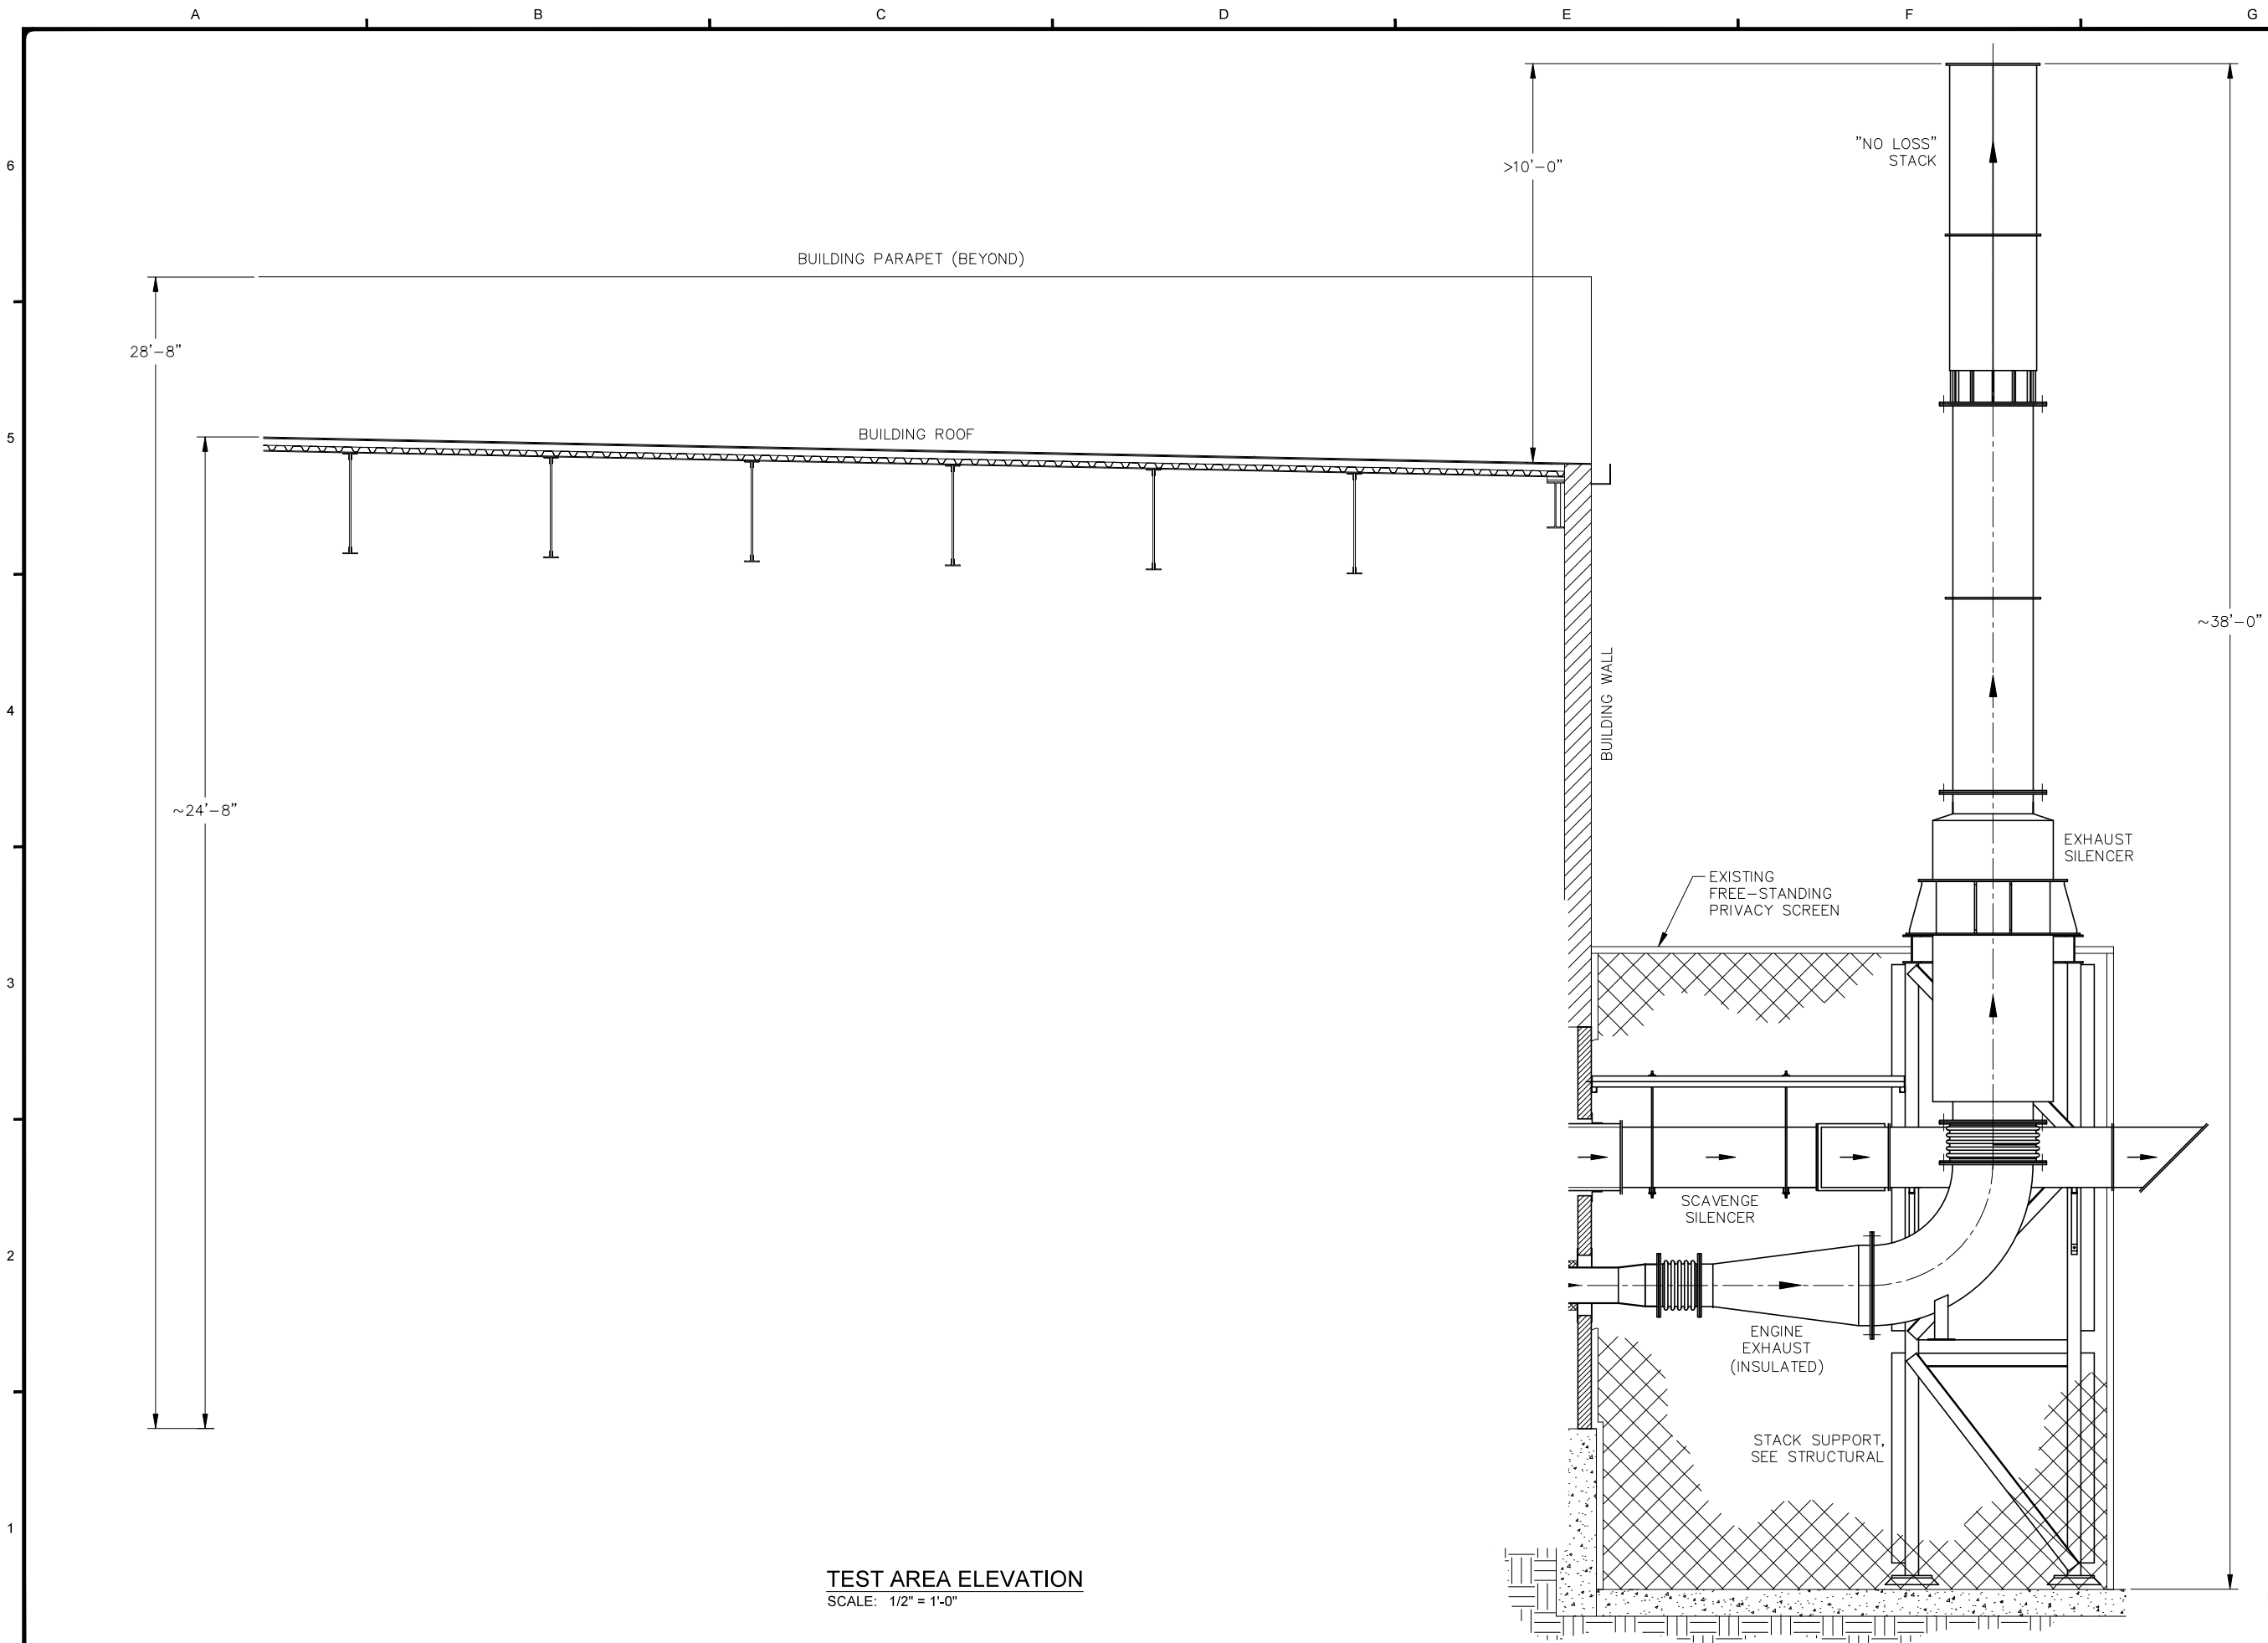 A B C D E F G
6
"NO LOSS"
STACK
>10'-0"
BUILDING PARAPET (BEYOND)
28'-8"
5
BUILDING ROOF
~38'-0"
BUILDING WALL
4
~24'-8"
EXHAUST
SILENCER
EXISTING
FREE-STANDING
PRIVACY SCREEN
3
SCAVENGE
SILENCER
2
ENGINE
EXHAUST
(INSULATED)
STACK SUPPORT,
SEE STRUCTURAL
1
TEST AREA ELEVATION
SCALE: 1/2" = 1'-0"